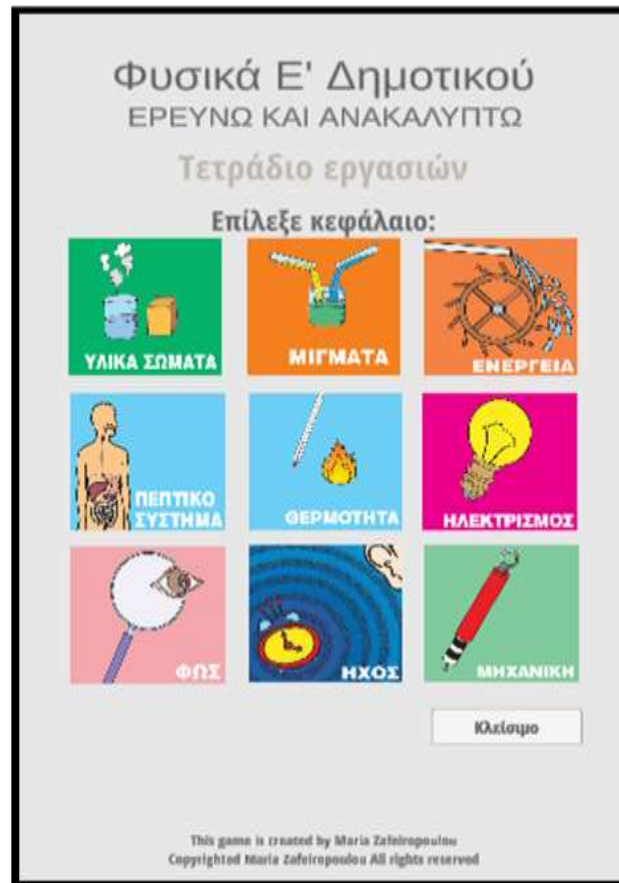 Φυσικά Ε' Δημοτικού
ΕΡΕΥΝΩ ΚΑΙ ΑΝΑΚΑΛΥΠΤΩ
Τετράδιο εργασιών
Επίλεξε κεφάλαιο:
ΥΛΙΚΑ ΣΩΜΑΤΑ
ΜΙΓΜΑΤΑ
ΕΝΕΡΓΕΙΑ
ΠΕΠΤΙΚΟ
ΣΥΣΤΗΜΑ
ΘΕΡΜΟΤΗΤΑ
ΗΛΕΚΤΡΙΣΜΟΣ
ΦΩΣ
ΗΧΟΣ
ΜΗΧΑΝΙΚΗ
Κλείσιμο
This game is created by Maria Zafeiropoulou
Copyrighted Maria Zafeiropoulou All rights reserved